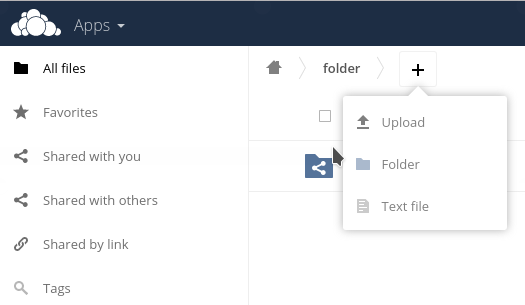 Apps
All files
folder
+
Favorites
Upload
Shared with you
Folder
Shared with others
Text file
Shared by link
Tags